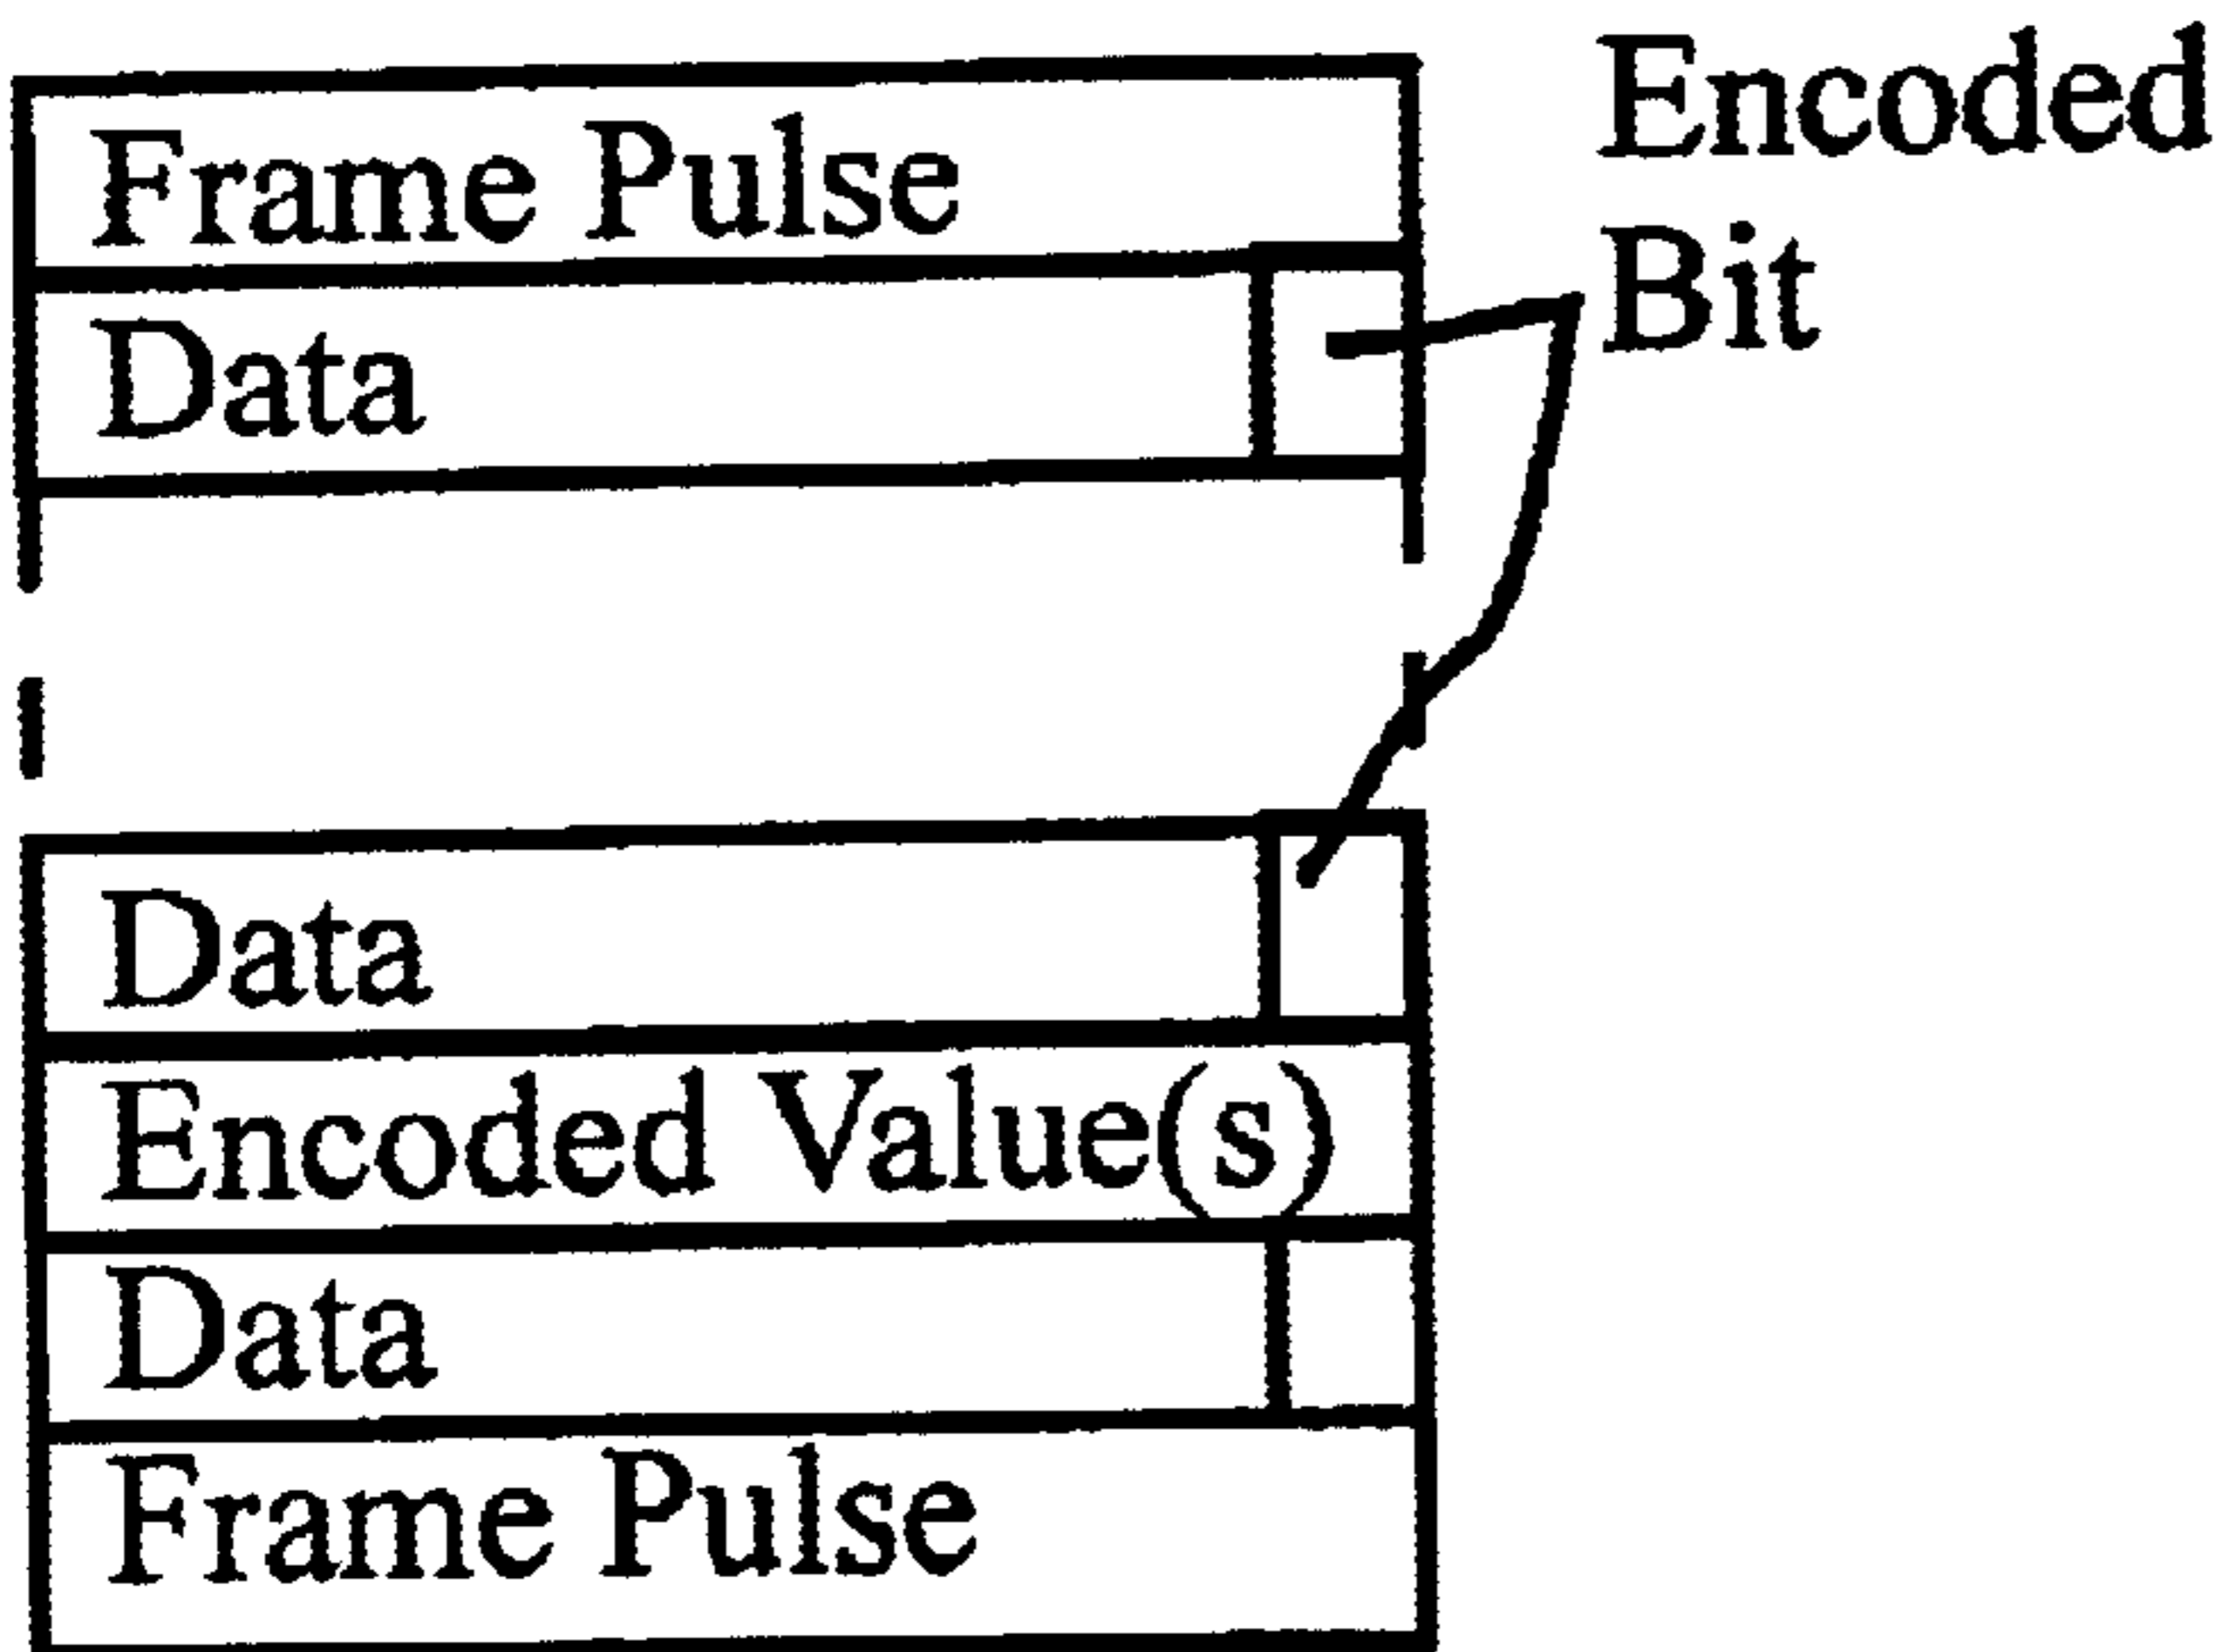 Frame Pulse
Encoded
Bit
Data
Data
Encoded Value(s)
Data
Frame Pulse